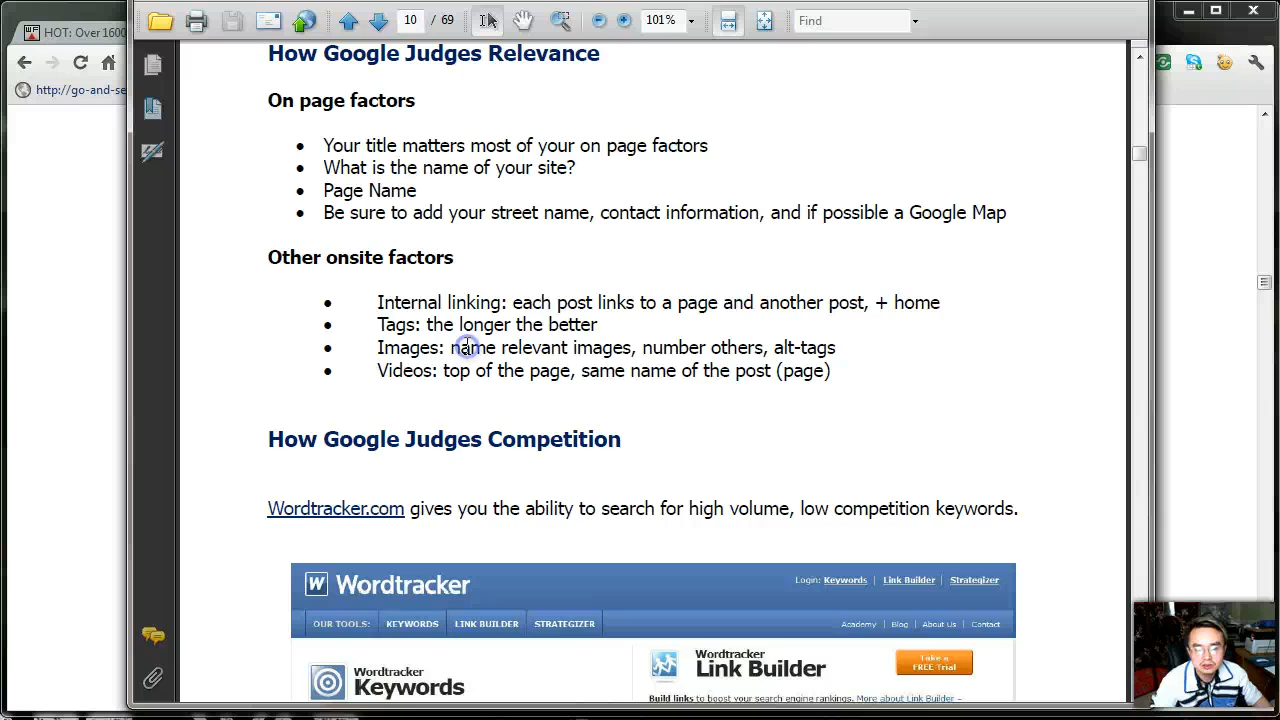 10 / 69
101%
Find
HOT: Over 1600
http://go-and-se
How Google Judges Relevance
On page factors
• Your title matters most of your on page factors
• What is the name of your site?
• Page Name
• Be sure to add your street name, contact information, and if possible a Google Map
Other onsite factors
• Internal linking: each post links to a page and another post, + home
• Tags: the longer the better
• Images: name relevant images, number others, alt-tags
• Videos: top of the page, same name of the post (page)
How Google Judges Competition
Wordtracker.com gives you the ability to search for high volume, low competition keywords.
W Wordtracker
Login: Keywords | Link Builder | Strategizer
OUR TOOLS: KEYWORDS LINK BUILDER STRATEGIZER
Academy | Blog | About Us | Contact
Wordtracker
Keywords
Wordtracker
Link Builder
Take a
FREE Trial
Build links to boost your search engine rankings. More about Link Builder –